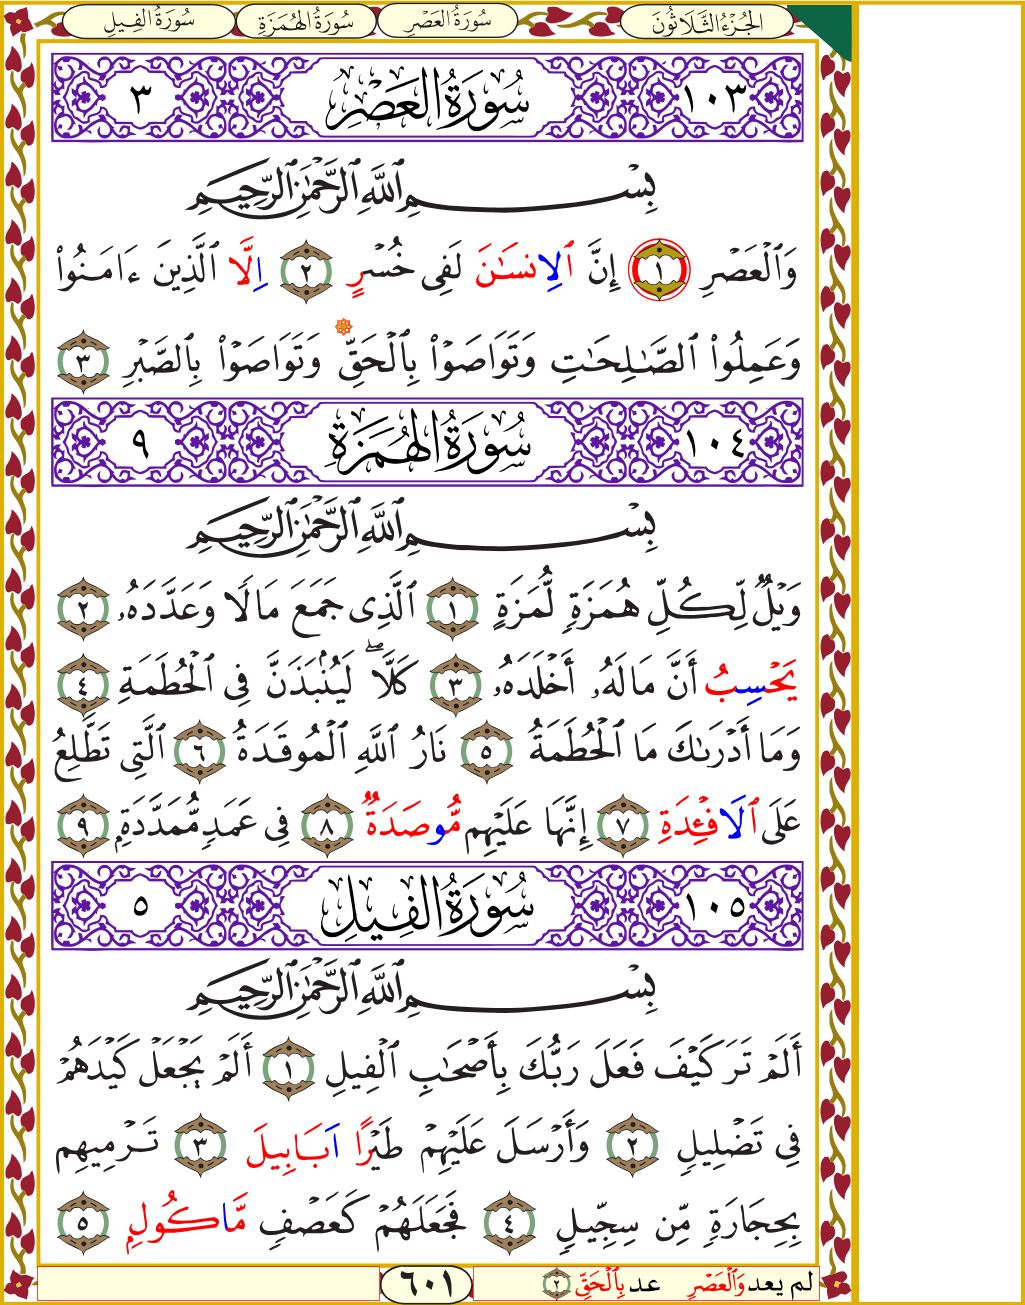 الجُزْءُ الثَّلَاثُونَ سُورَةُ العَصْرِ سُورَةُ الهُمَزَةِ سُورَةُ الفِيلِ
١٠٣ سُورَةُ العَصْرِ ٣
بِسْمِ ٱللَّهِ ٱلرَّحْمَٰنِ ٱلرَّحِيمِ
وَٱلْعَصْرِ ١ إِنَّ ٱلِانسَٰنَ لَفِى خُسْرٍ ٢ اِلَّا ٱلَّذِينَ ءَامَنُوا۟
وَعَمِلُوا۟ ٱلصَّٰلِحَٰتِ وَتَوَاصَوْا۟ بِٱلْحَقِّ وَتَوَاصَوْا۟ بِٱلصَّبْرِ ٣
١٠٤ سُورَةُ الهُمَزَةِ ٩
بِسْمِ ٱللَّهِ ٱلرَّحْمَٰنِ ٱلرَّحِيمِ
وَيْلٌ لِّكُلِّ هُمَزَةٍ لُّمَزَةٍ ١ ٱلَّذِى جَمَعَ مَالًا وَعَدَّدَهُۥ ٢
يَحْسِبُ أَنَّ مَالَهُۥ أَخْلَدَهُۥ ٣ كَلَّا ۖ لَيُنۢبَذَنَّ فِى ٱلْحُطَمَةِ ٤
وَمَا أَدْرَىٰكَ مَا ٱلْحُطَمَةُ ٥ نَارُ ٱللَّهِ ٱلْمُوقَدَةُ ٦ ٱلَّتِى تَطَّلِعُ
عَلَى ٱلَافْـِٔدَةِ ٧ إِنَّهَا عَلَيْهِم مُّوصَدَةٌ ٨ فِى عَمَدٍ مُّمَدَّدَةٍۭ ٩
١٠٥ سُورَةُ الفِيلِ ٥
بِسْمِ ٱللَّهِ ٱلرَّحْمَٰنِ ٱلرَّحِيمِ
أَلَمْ تَرَ كَيْفَ فَعَلَ رَبُّكَ بِأَصْحَٰبِ ٱلْفِيلِ ١ أَلَمْ يَجْعَلْ كَيْدَهُمْ
فِى تَضْلِيلٍ ٢ وَأَرْسَلَ عَلَيْهِمْ طَيْرًا اَبَابِيلَ ٣ تَرْمِيهِم
بِحِجَارَةٍ مِّن سِجِّيلٍ ٤ فَجَعَلَهُمْ كَعَصْفٍ مَّاكُولٍۭ ٥
لم يعد وَٱلْعَصْرِ عد بِٱلْحَقِّ ٢
٦٠١